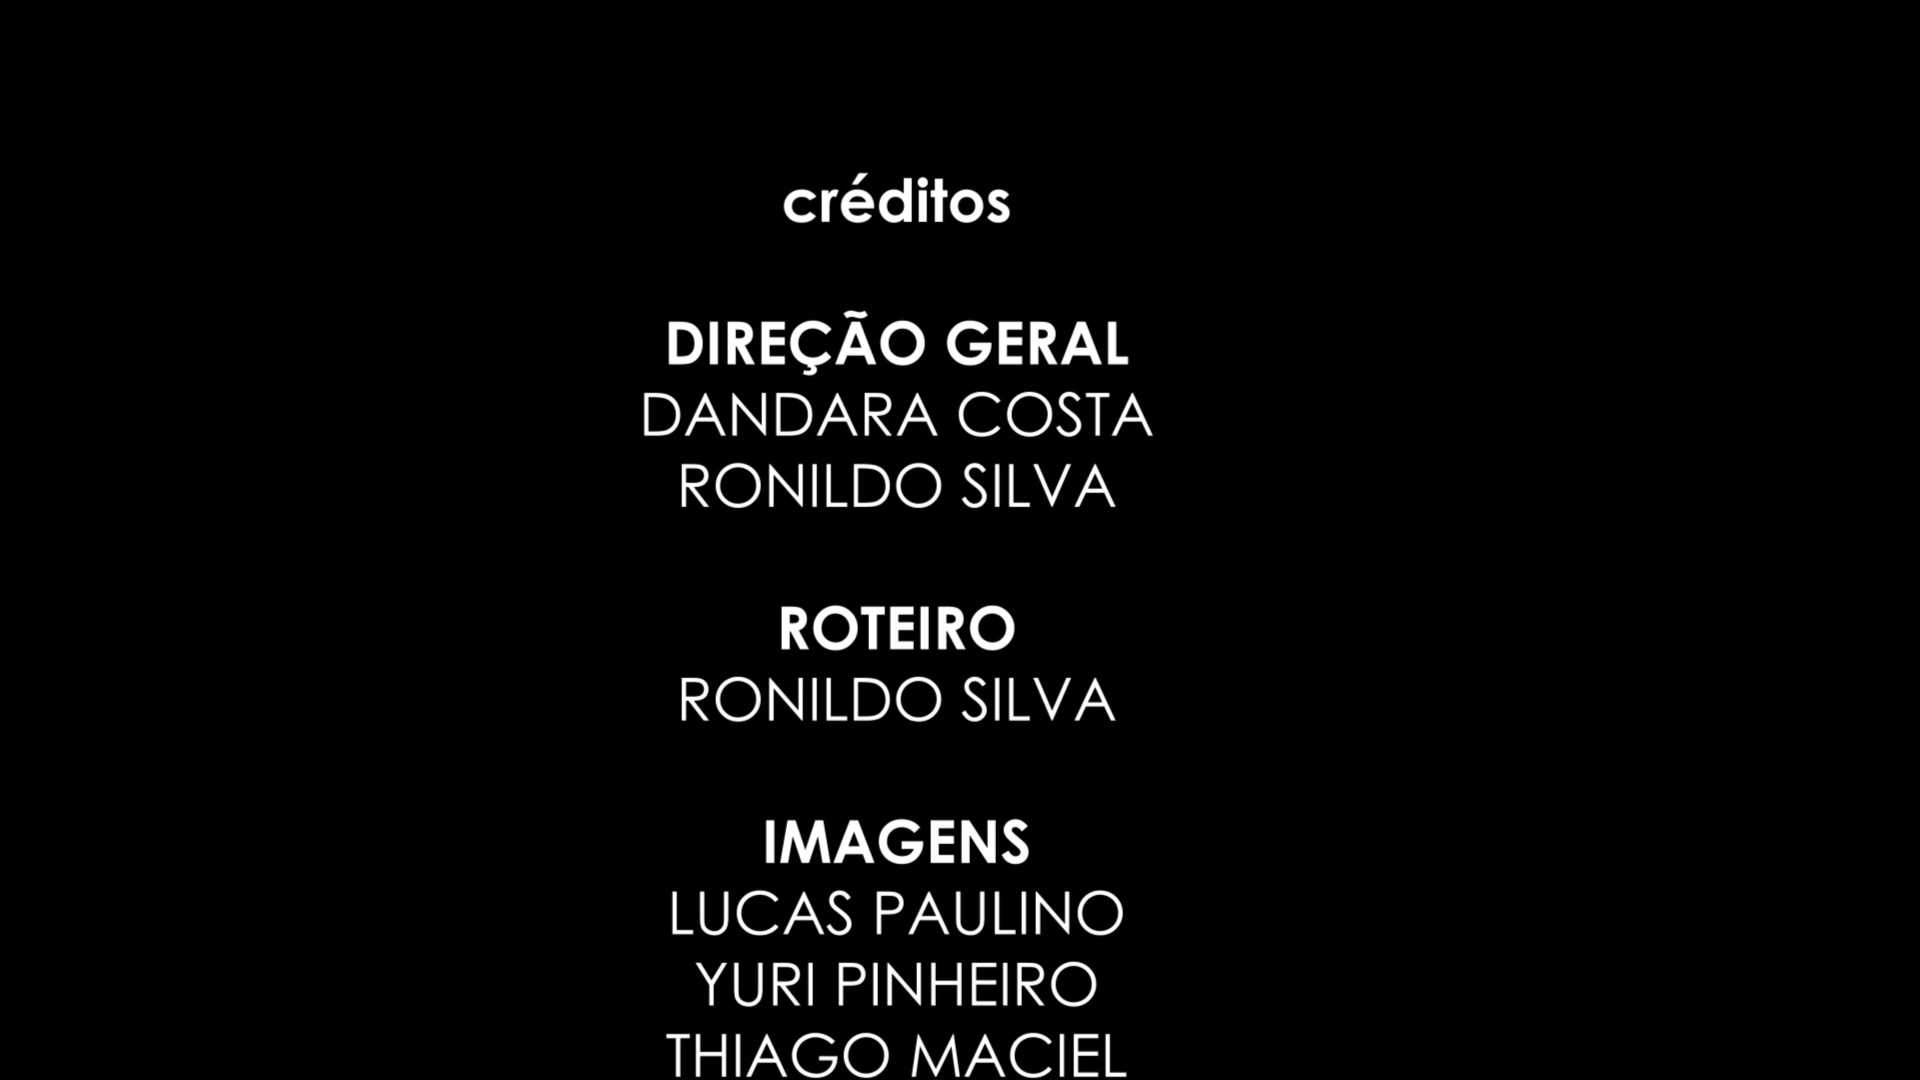 créditos
DIREÇÃO GERAL
DANDARA COSTA
RONILDO SILVA
ROTEIRO
RONILDO SILVA
IMAGENS
LUCAS PAULINO
YURI PINHEIRO
THIAGO MACIEL